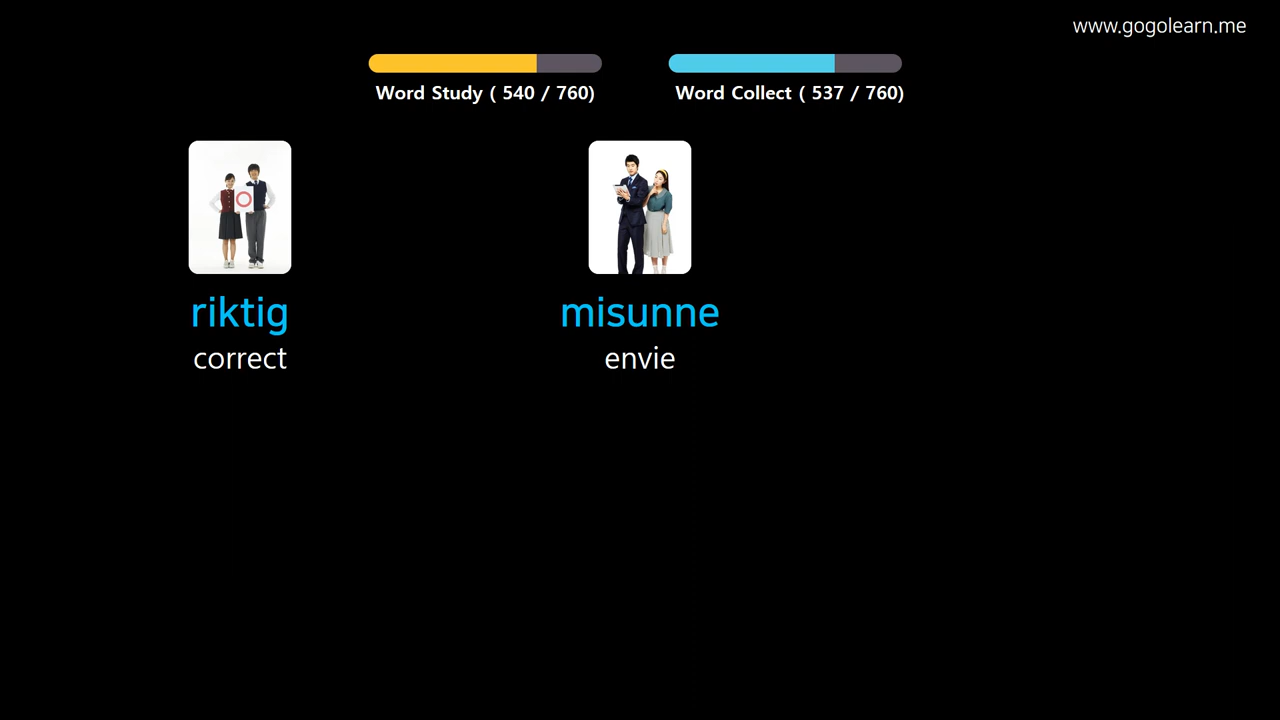 www.gogolearn.me
Word Study ( 540 / 760)
Word Collect ( 537 / 760)
riktig
correct
misunne
envie